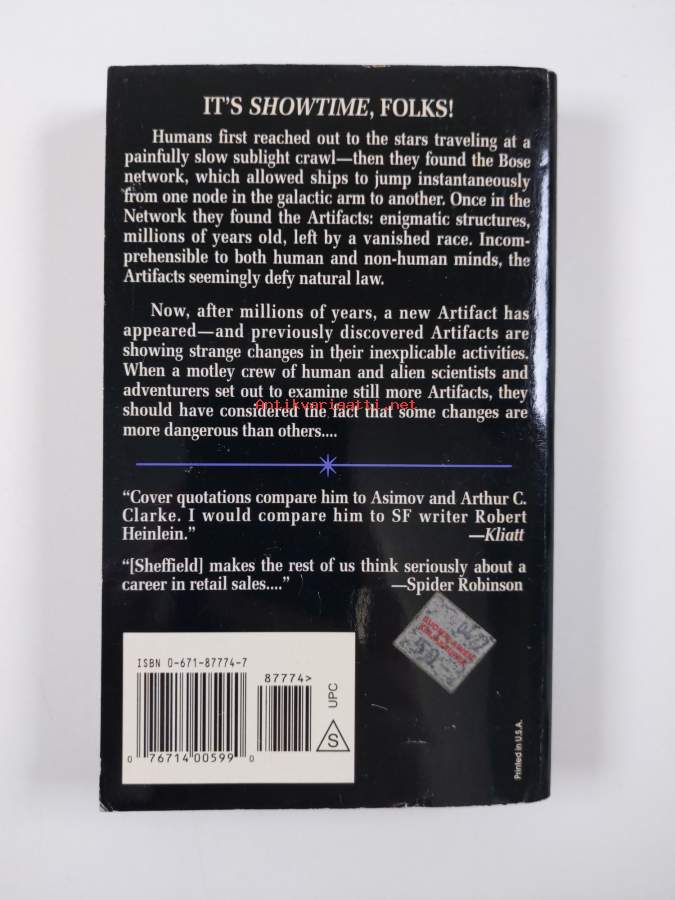 IT'S SHOWTIME, FOLKS!
Humans first reached out to the stars traveling at a
painfully slow sublight crawl—then they found the Bose
network, which allowed ships to jump instantaneously
from one node in the galactic arm to another. Once in the
Network they found the Artifacts: enigmatic structures,
millions of years old, left by a vanished race. Incom-
prehensible to both human and non-human minds, the
Artifacts seemingly defy natural law.
Now, after millions of years, a new Artifact has
appeared—and previously discovered Artifacts are
showing strange changes in their inexplicable activities.
When a motley crew of human and alien scientists and
adventurers set out to examine still more Artifacts, they
should have considered the fact that some changes are
more dangerous than others....
Antikvariaatti.net
“Cover quotations compare him to Asimov and Arthur C.
Clarke. I would compare him to SF writer Robert
Heinlein.” —Kliatt
“[Sheffield] makes the rest of us think seriously about a
career in retail sales....” —Spider Robinson
ISBN 0-671-87774-7
87774>
UPC
S
0 76714 00599 0
Printed in U.S.A.